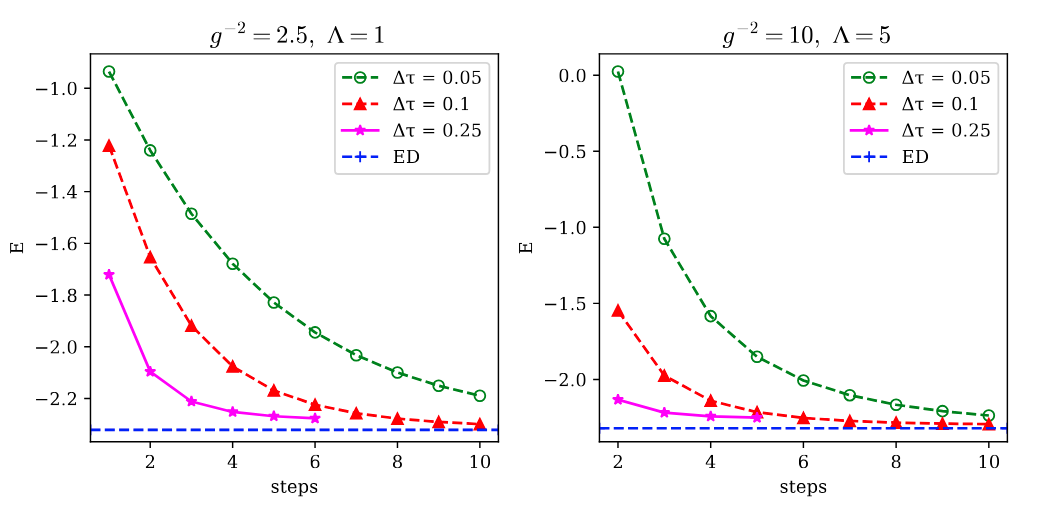 g⁻² = 2.5, Λ = 1
Δτ = 0.05
Δτ = 0.1
Δτ = 0.25
ED
E
−1.0
−1.2
−1.4
−1.6
−1.8
−2.0
−2.2
2 4 6 8 10
steps
g⁻² = 10, Λ = 5
Δτ = 0.05
Δτ = 0.1
Δτ = 0.25
ED
E
0.0
−0.5
−1.0
−1.5
−2.0
2 4 6 8 10
steps